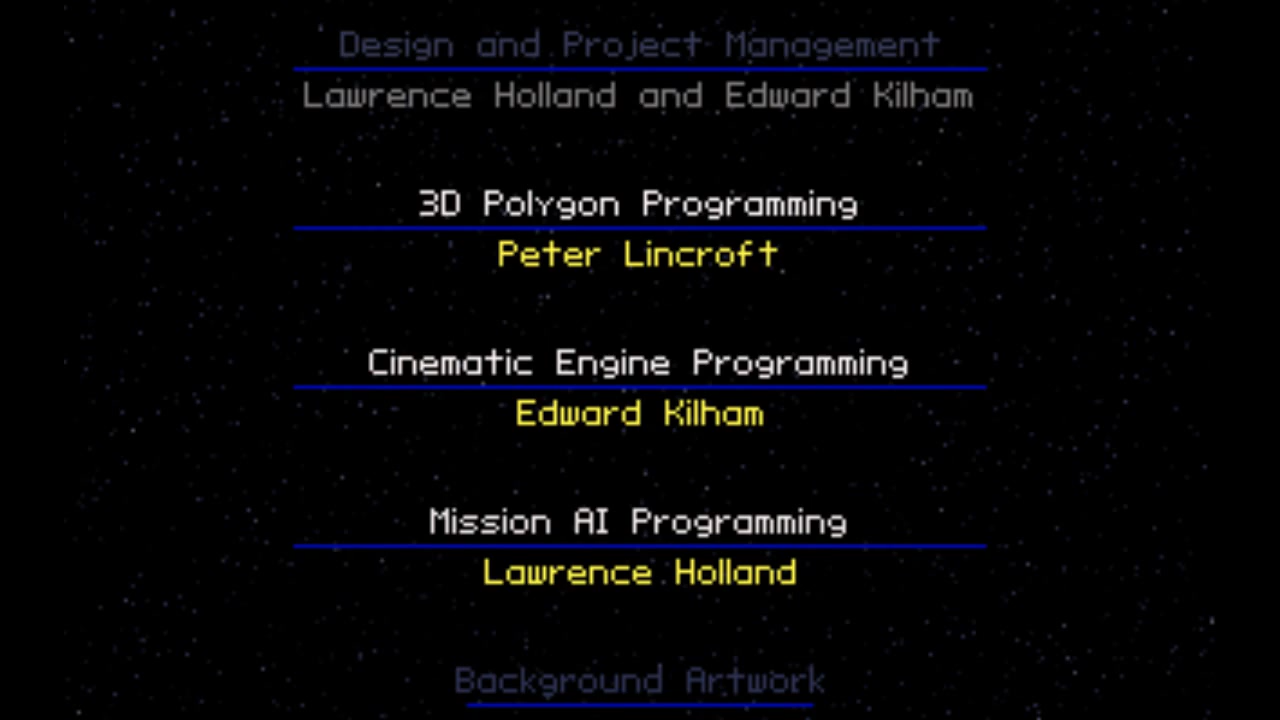 Design and Project Management
Lawrence Holland and Edward Kilham
3D Polygon Programming
Peter Lincroft
Cinematic Engine Programming
Edward Kilham
Mission AI Programming
Lawrence Holland
Background Artwork